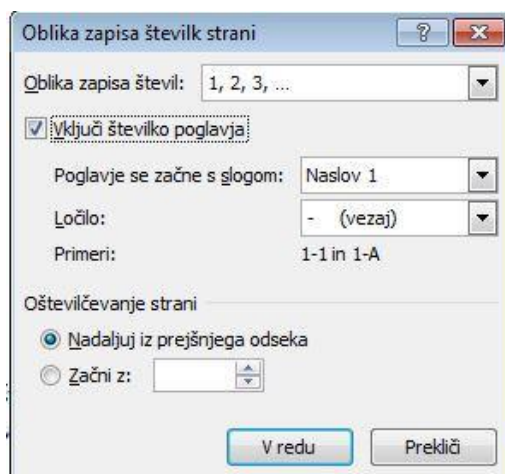 Oblika zapisa številk strani
Oblika zapisa števil: 1, 2, 3, ...
Vključi številko poglavja
Poglavje se začne s slogom: Naslov 1
Ločilo: - (vezaj)
Primeri: 1-1 in 1-A
Oštevilčevanje strani
Nadaljuj iz prejšnjega odseka
Začni z:
V redu Prekliči